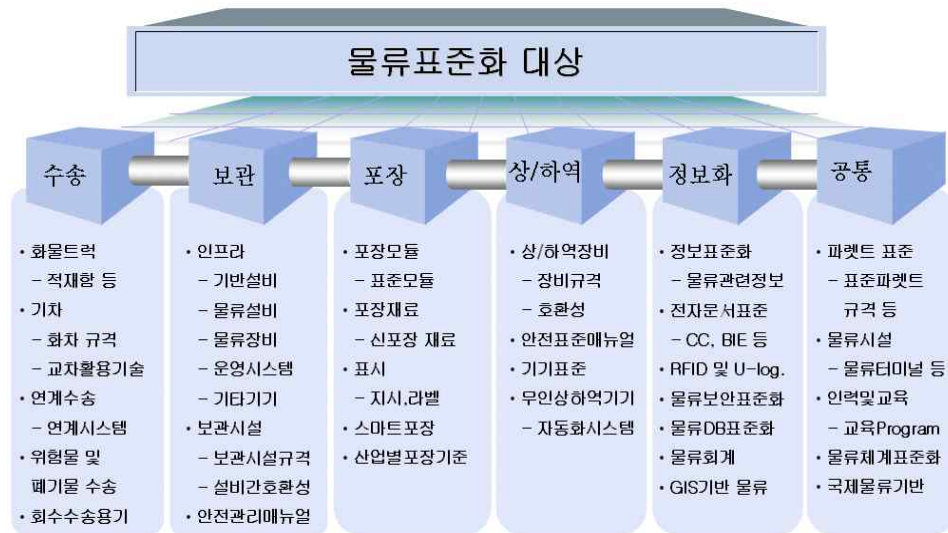 물류표준화 대상
수송
보관
포장
상/하역
정보화
공통
• 화물트럭
– 적재함 등
• 기차
– 화차 규격
– 교차활용기술
• 연계수송
– 연계시스템
• 위험물 및
폐기물 수송
• 회수수송용기
• 인프라
– 기반설비
– 물류설비
– 물류장비
– 운영시스템
– 기타기기
• 보관시설
– 보관시설규격
– 설비간호환성
• 안전관리매뉴얼
• 포장모듈
– 표준모듈
• 포장재료
– 신포장 재료
• 표시
– 지시,라벨
• 스마트포장
• 산업별포장기준
• 상/하역장비
– 장비규격
– 호환성
• 안전표준매뉴얼
• 기기표준
• 무인상하역기기
– 자동화시스템
• 정보표준화
– 물류관련정보
• 전자문서표준
– CC, BIE 등
• RFID 및 U-log.
• 물류보안표준화
• 물류DB표준화
• 물류회계
• GIS기반 물류
• 파렛트 표준
– 표준파렛트
규격 등
• 물류시설
– 물류터미널 등
• 인력및교육
– 교육Program
• 물류체계표준화
• 국제물류기반